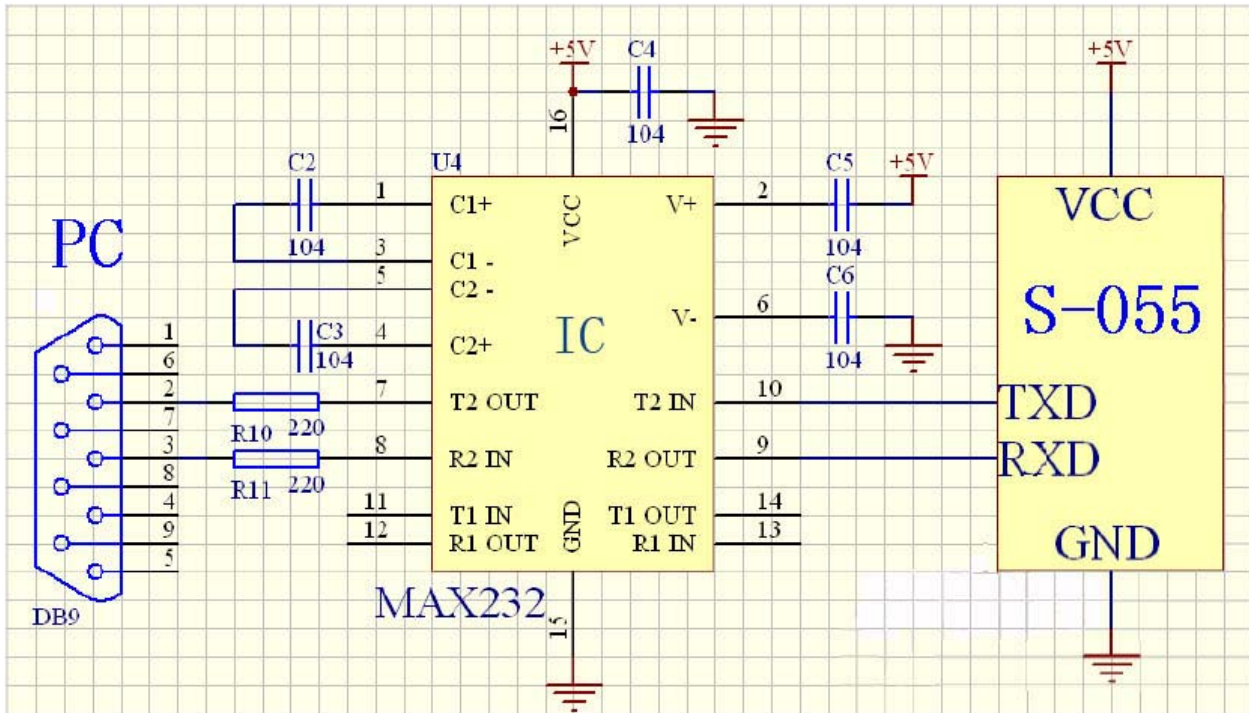 +5V
C4
104
16
+5V
C2
104
U4
1
C1+
VCC
V+
2
C5
104
+5V
VCC
PC
3
C1 -
5
C2 -
C6
104
6
V-
S-055
C3
104
4
C2+
IC
1
6
2
7
3
8
4
9
5
DB9
R10 220
7
T2 OUT
T2 IN
10
TXD
R11 220
8
R2 IN
R2 OUT
9
RXD
11
T1 IN
T1 OUT
14
12
R1 OUT
GND
R1 IN
13
GND
MAX232
15